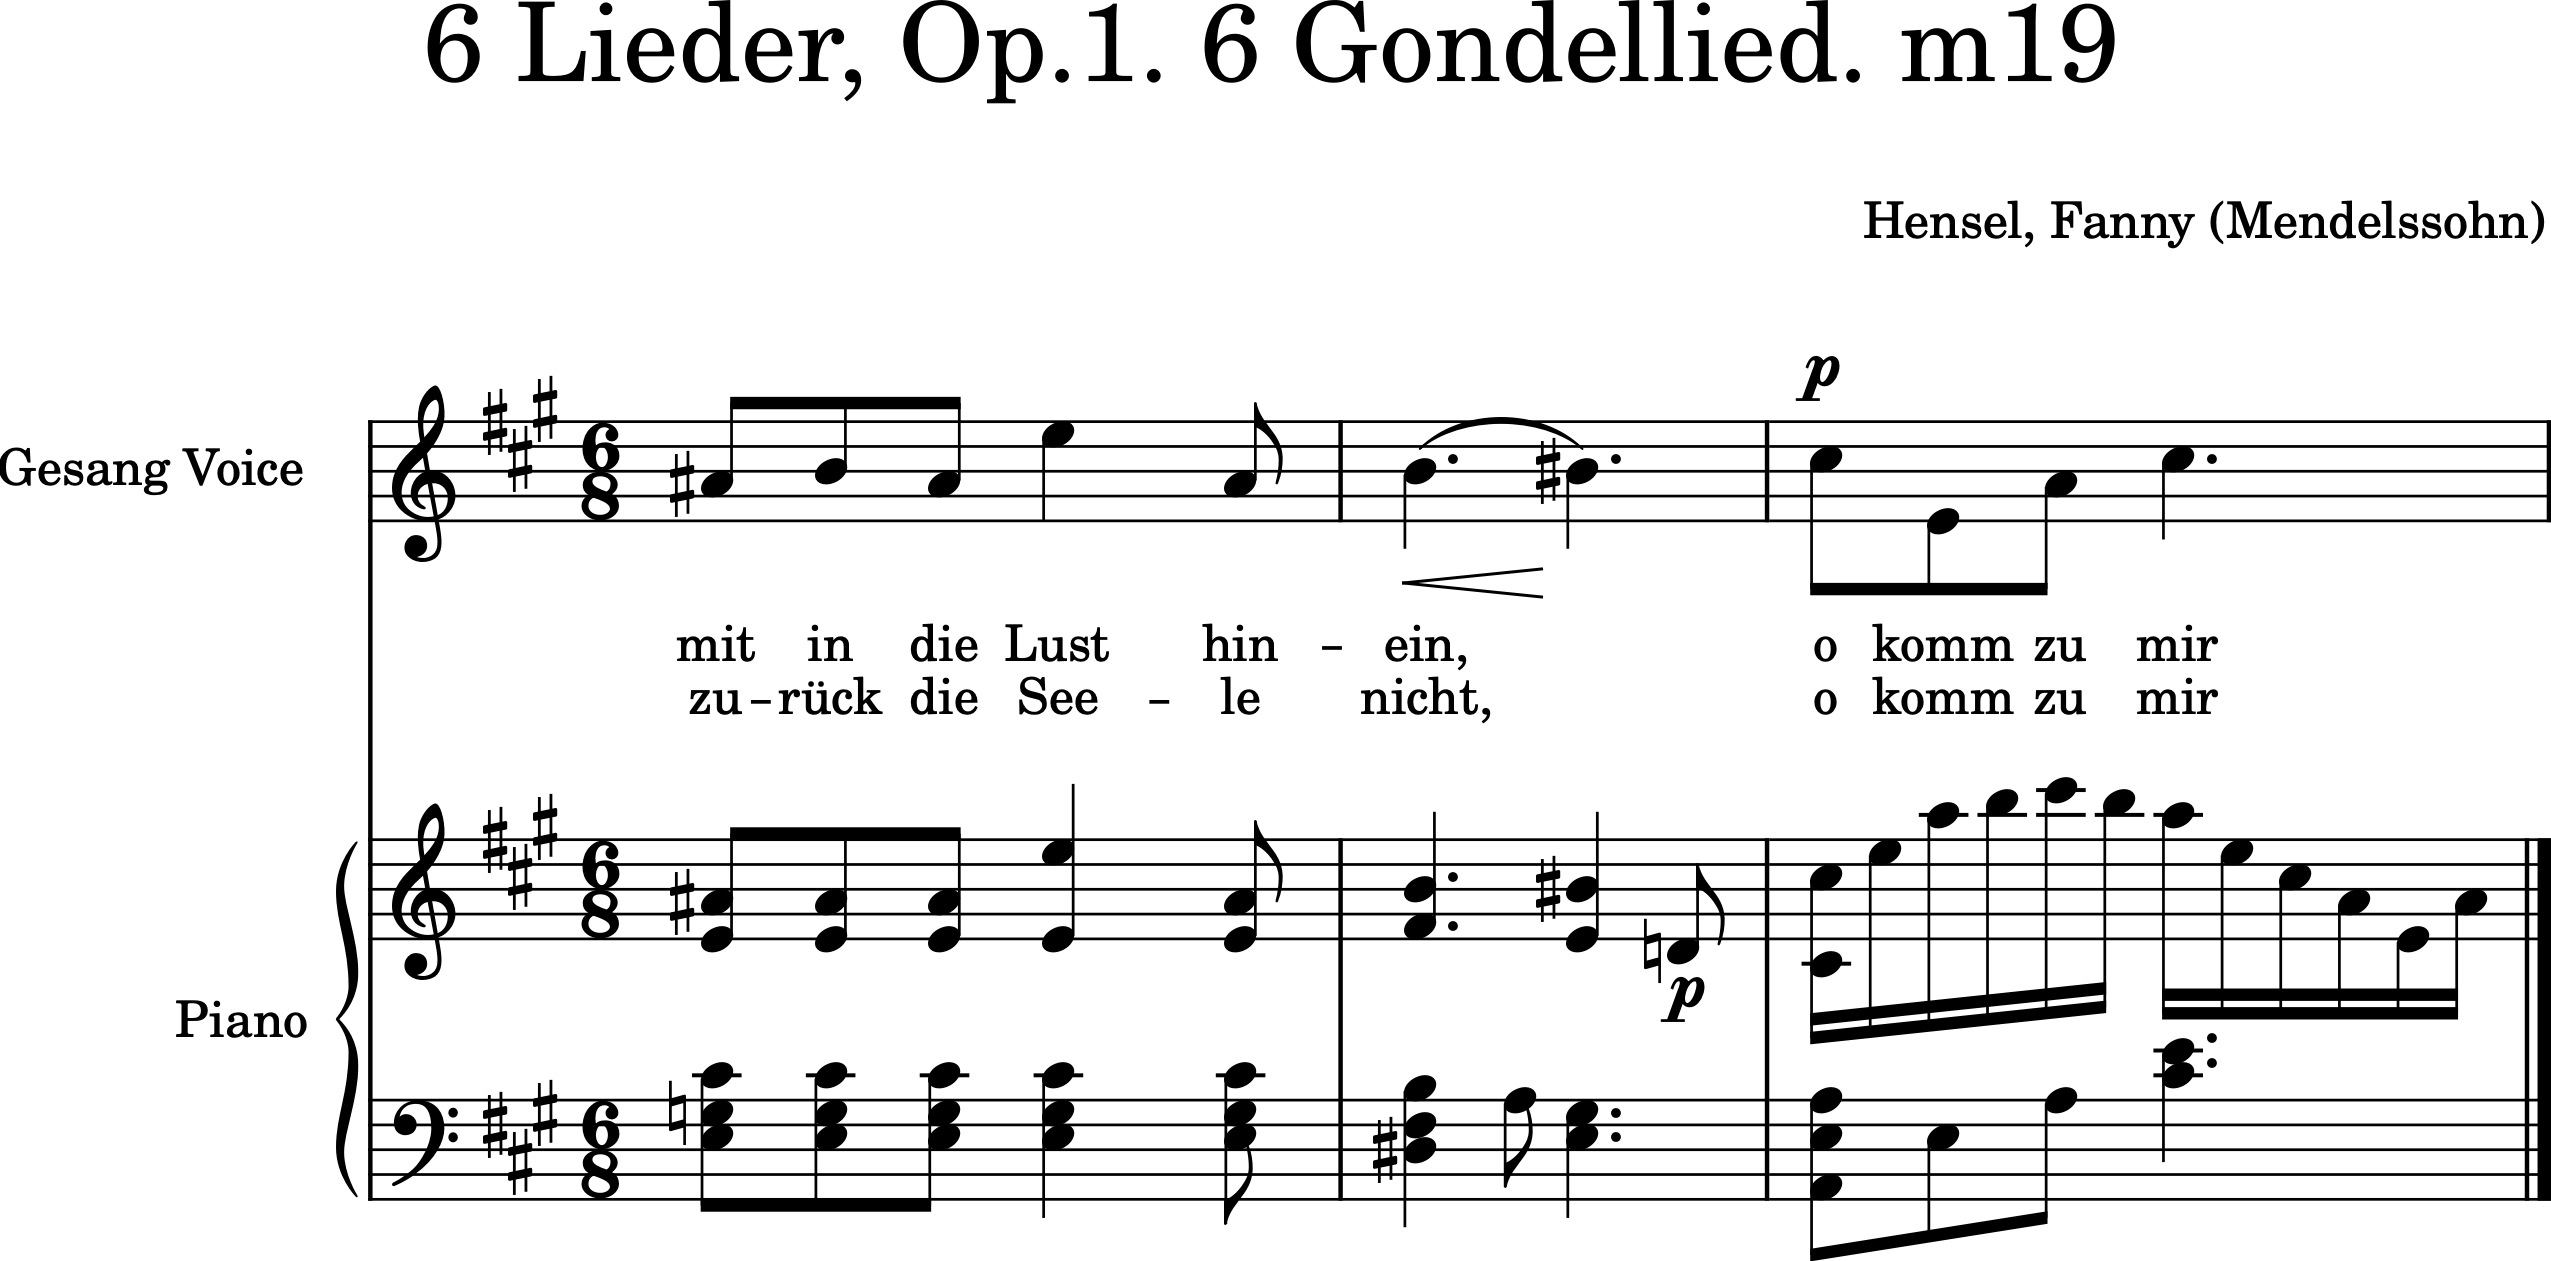 6 Lieder, Op.1. 6 Gondellied. m19
Hensel, Fanny (Mendelssohn)
p
Gesang Voice
mit in die Lust hin – ein, o komm zu mir
zu – rück die See – le nicht, o komm zu mir
Piano
p